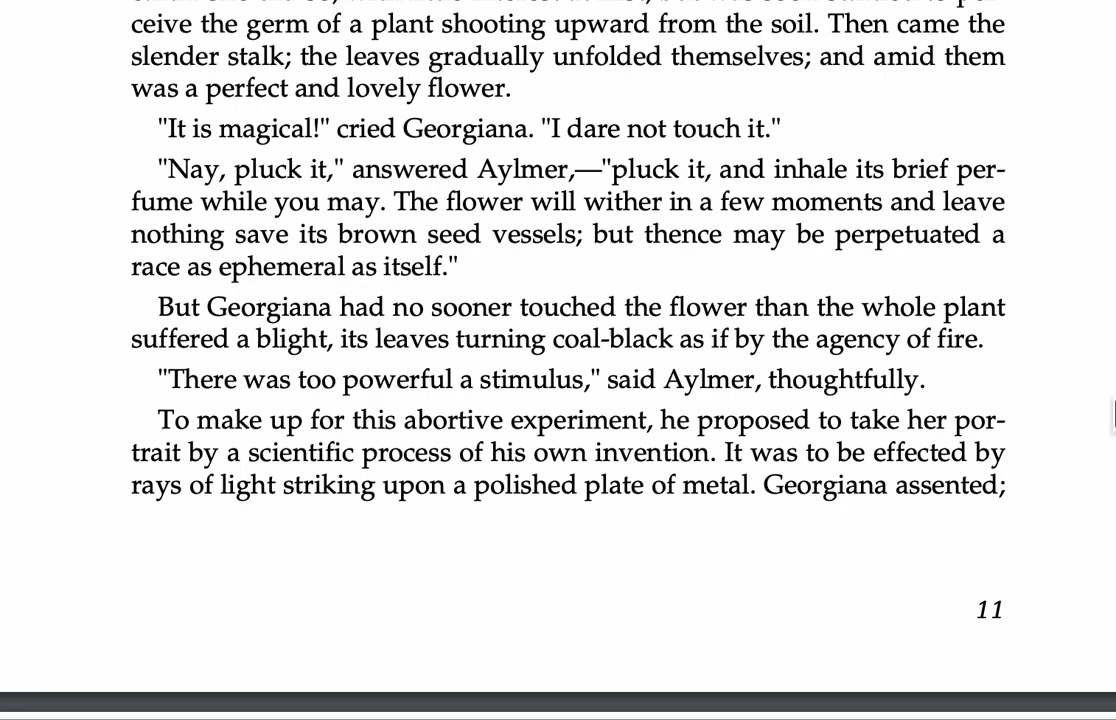 ceive the germ of a plant shooting upward from the soil. Then came the
slender stalk; the leaves gradually unfolded themselves; and amid them
was a perfect and lovely flower.
"It is magical!" cried Georgiana. "I dare not touch it."
"Nay, pluck it," answered Aylmer,—"pluck it, and inhale its brief per-
fume while you may. The flower will wither in a few moments and leave
nothing save its brown seed vessels; but thence may be perpetuated a
race as ephemeral as itself."
But Georgiana had no sooner touched the flower than the whole plant
suffered a blight, its leaves turning coal-black as if by the agency of fire.
"There was too powerful a stimulus," said Aylmer, thoughtfully.
To make up for this abortive experiment, he proposed to take her por-
trait by a scientific process of his own invention. It was to be effected by
rays of light striking upon a polished plate of metal. Georgiana assented;
11